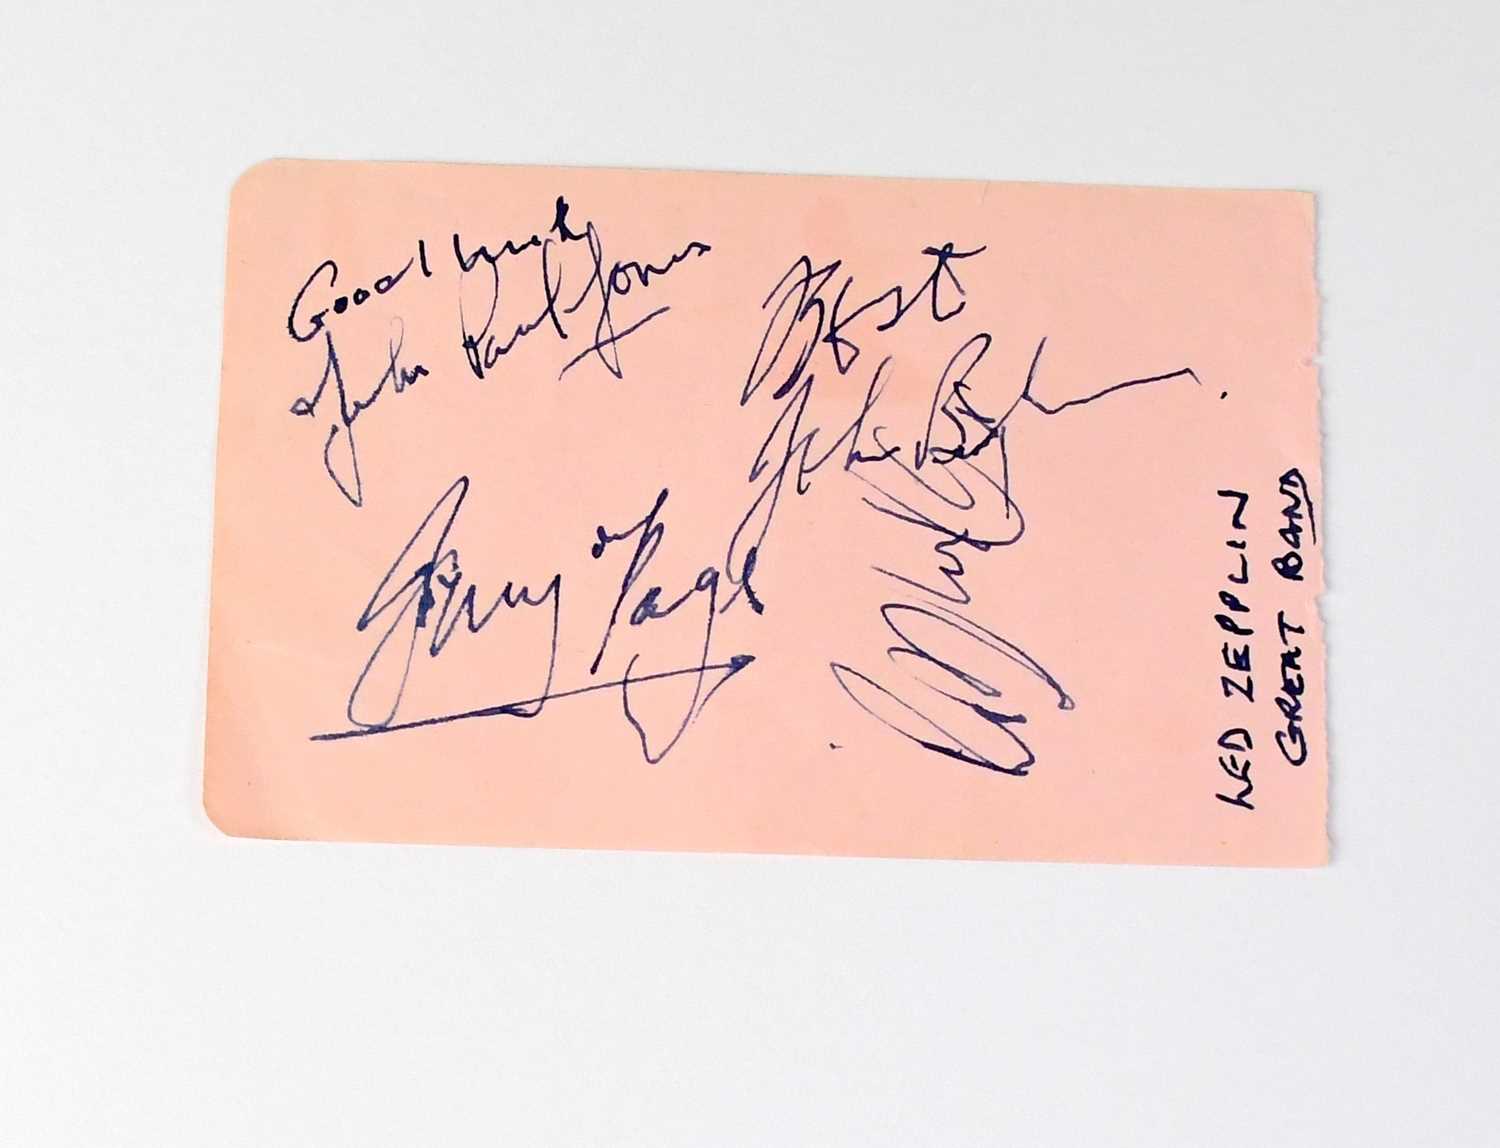 Good luck
John Paul Jones
Best
John Bonham
Jimmy Page
LED ZEPPLIN
GREAT BAND